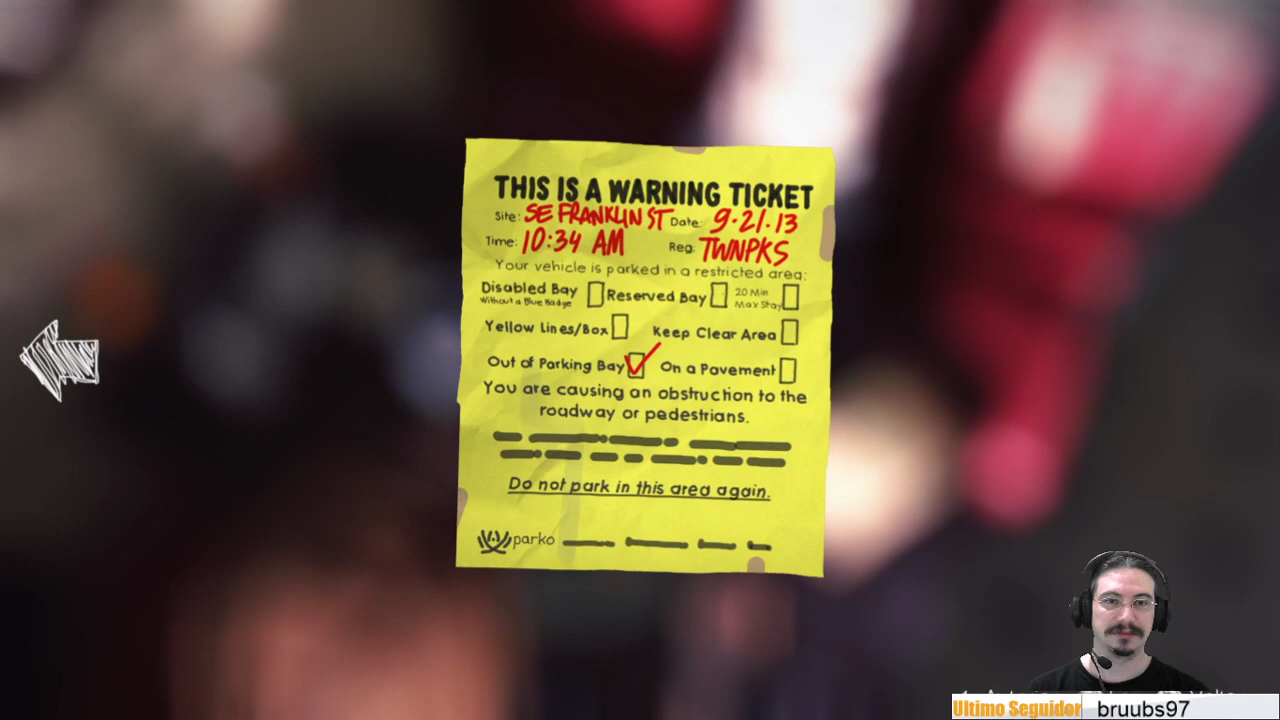 THIS IS A WARNING TICKET
Site: SE FRANKLIN ST Date: 9.21.13
Time: 10:34 AM Reg: TWNPKS
Your vehicle is parked in a restricted area:
Disabled Bay Reserved Bay 20 Min
Without a Blue Badge Max Stay
Yellow Lines/Box Keep Clear Area
Out of Parking Bay On a Pavement
You are causing an obstruction to the
roadway or pedestrians.
Do not park in this area again.
parko
Ultimo Seguidor bruubs97